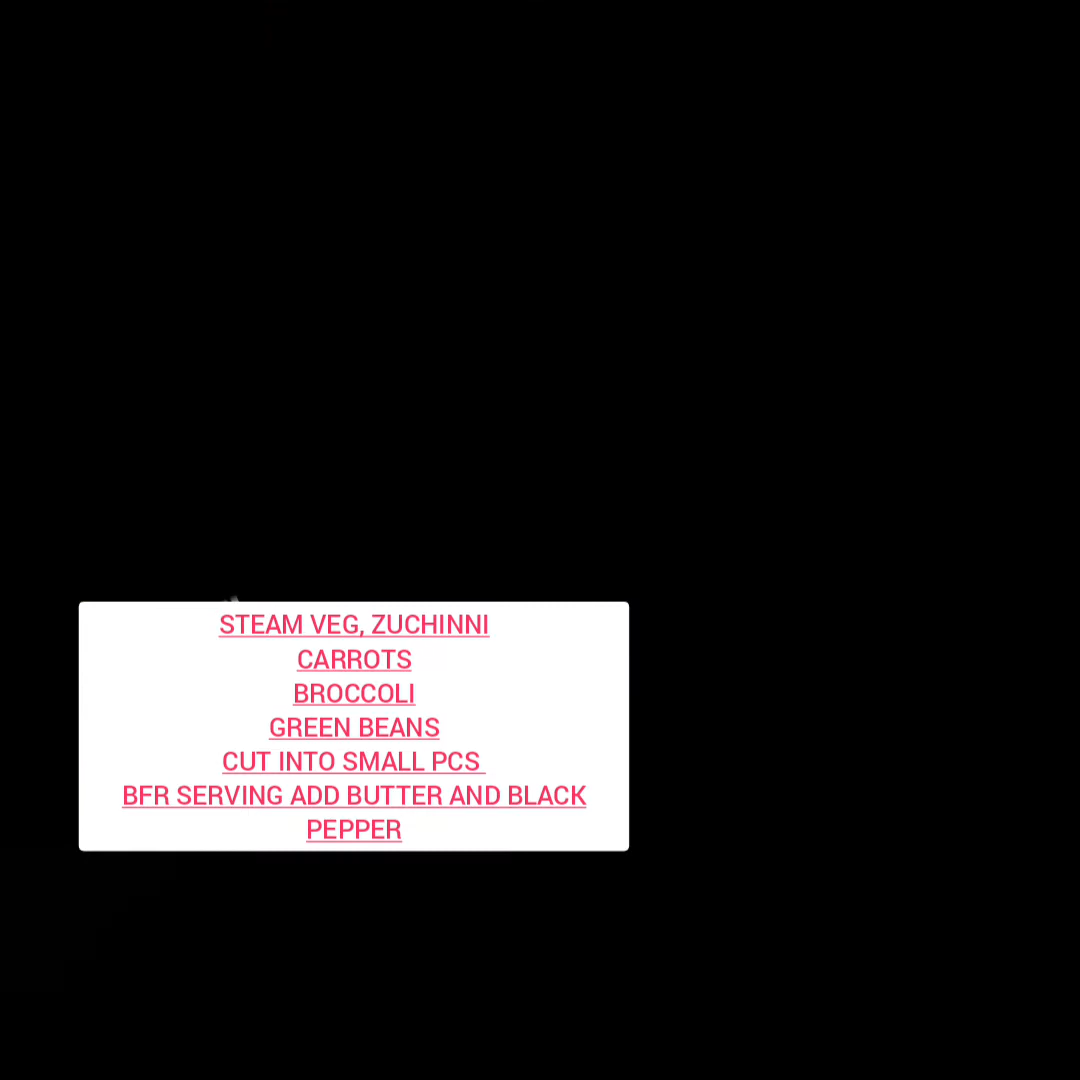 STEAM VEG, ZUCHINNI
CARROTS
BROCCOLI
GREEN BEANS
CUT INTO SMALL PCS
BFR SERVING ADD BUTTER AND BLACK
PEPPER